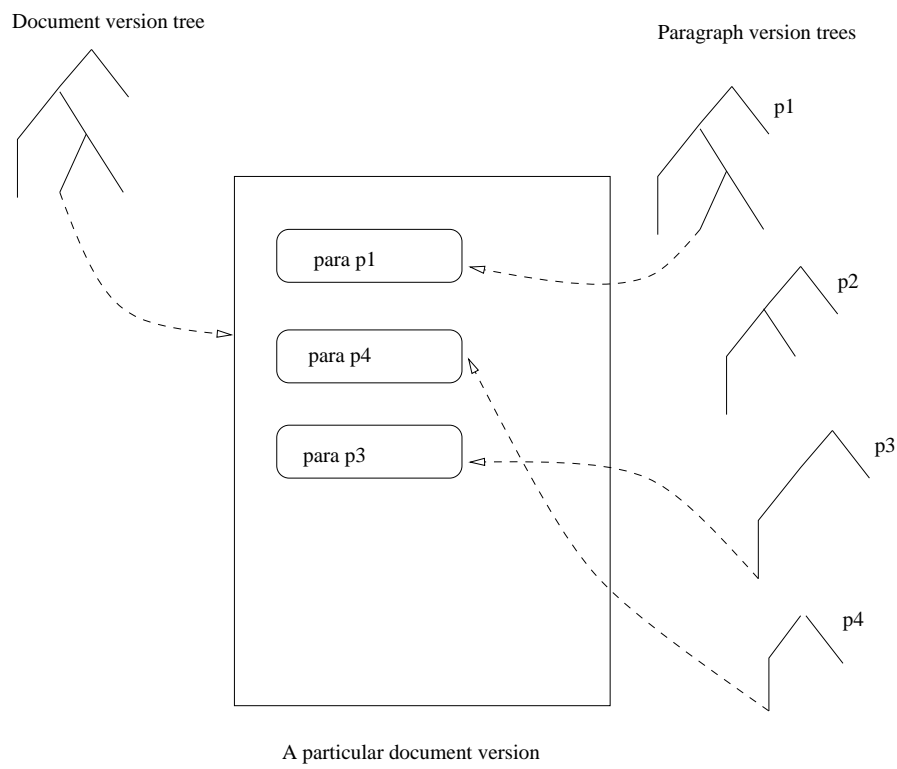 Document version tree
Paragraph version trees
p1
para p1
p2
para p4
p3
para p3
p4
A particular document version